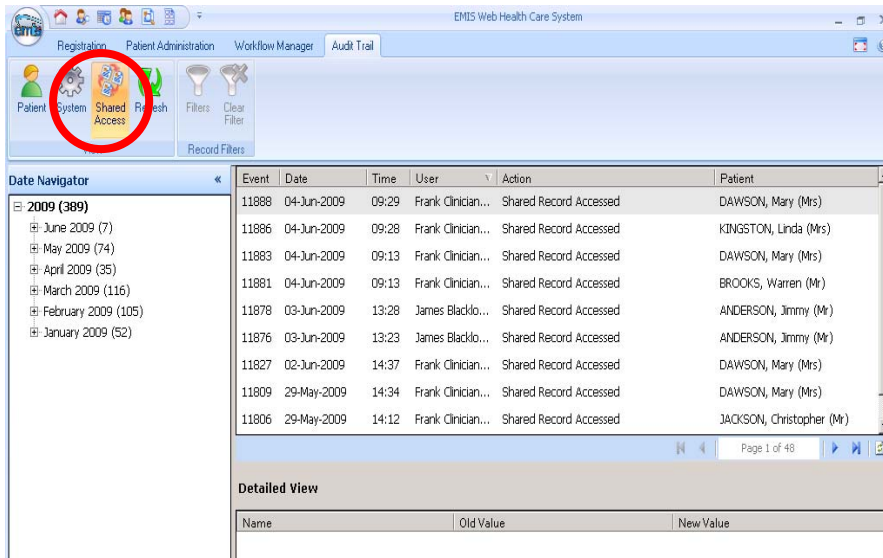 EMIS Web Health Care System
emis
Registration Patient Administration Workflow Manager Audit Trail
Patient System Shared Access Refresh Filters Clear Filter
Record Filters
Date Navigator «
2009 (389)
June 2009 (7)
May 2009 (74)
April 2009 (35)
March 2009 (116)
February 2009 (105)
January 2009 (52)
Event Date Time User Action Patient
11888 04-Jun-2009 09:29 Frank Clinician... Shared Record Accessed DAWSON, Mary (Mrs)
11886 04-Jun-2009 09:28 Frank Clinician... Shared Record Accessed KINGSTON, Linda (Mrs)
11883 04-Jun-2009 09:13 Frank Clinician... Shared Record Accessed DAWSON, Mary (Mrs)
11881 04-Jun-2009 09:13 Frank Clinician... Shared Record Accessed BROOKS, Warren (Mr)
11878 03-Jun-2009 13:28 James Blacklo... Shared Record Accessed ANDERSON, Jimmy (Mr)
11876 03-Jun-2009 13:23 James Blacklo... Shared Record Accessed ANDERSON, Jimmy (Mr)
11827 02-Jun-2009 14:37 Frank Clinician... Shared Record Accessed DAWSON, Mary (Mrs)
11809 29-May-2009 14:34 Frank Clinician... Shared Record Accessed DAWSON, Mary (Mrs)
11806 29-May-2009 14:12 Frank Clinician... Shared Record Accessed JACKSON, Christopher (Mr)
Page 1 of 48
Detailed View
Name Old Value New Value